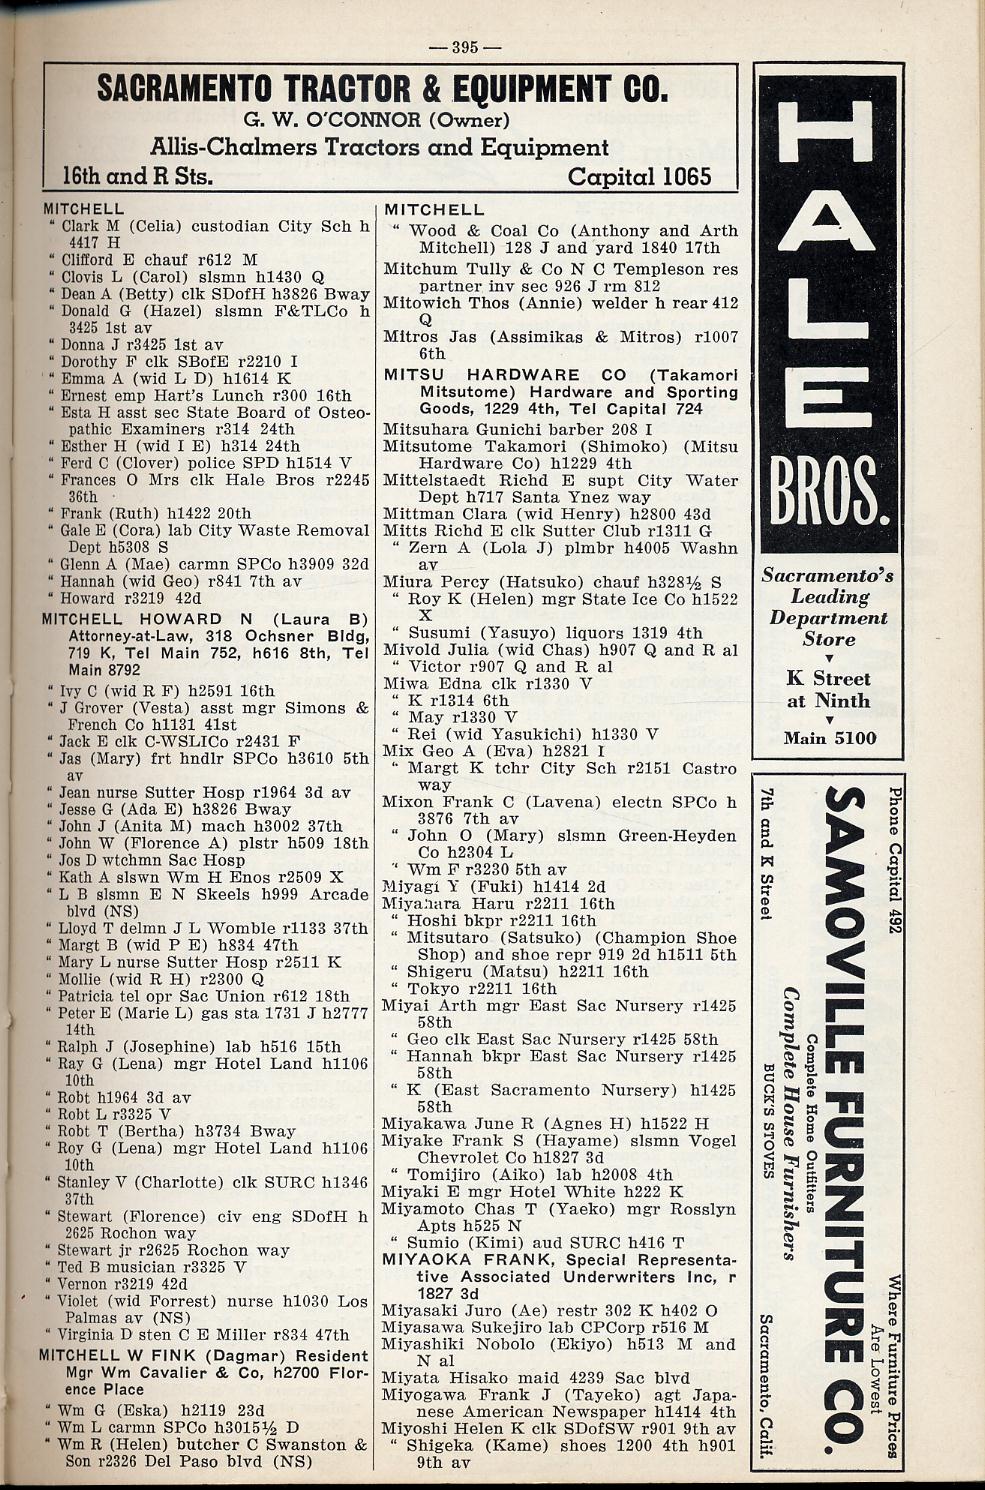 — 395 —
SACRAMENTO TRACTOR & EQUIPMENT CO.
G. W. O'CONNOR (Owner)
Allis-Chalmers Tractors and Equipment
16th and R Sts. Capital 1065
MITCHELL
" Clark M (Celia) custodian City Sch h
4417 H
" Clifford E chauf r612 M
" Clovis L (Carol) slsmn h1430 Q
" Dean A (Betty) clk SDofH h3826 Bway
" Donald G (Hazel) slsmn F&TLCo h
3425 1st av
" Donna J r3425 1st av
" Dorothy F clk SBofE r2210 I
" Emma A (wid L D) h1614 K
" Ernest emp Hart's Lunch r300 16th
" Esta H asst sec State Board of Osteo-
pathic Examiners r314 24th
" Esther H (wid I E) h314 24th
" Ferd C (Clover) police SPD h1514 V
" Frances O Mrs clk Hale Bros r2245
36th
" Frank (Ruth) h1422 20th
" Gale E (Cora) lab City Waste Removal
Dept h5308 S
" Glenn A (Mae) carmn SPCo h3909 32d
" Hannah (wid Geo) r841 7th av
" Howard r3219 42d
MITCHELL HOWARD N (Laura B)
Attorney-at-Law, 318 Ochsner Bldg,
719 K, Tel Main 752, h616 8th, Tel
Main 8792
" Ivy C (wid R F) h2591 16th
" J Grover (Vesta) asst mgr Simons &
French Co h1131 41st
" Jack E clk C-WSLICo r2431 F
" Jas (Mary) frt hndlr SPCo h3610 5th
av
" Jean nurse Sutter Hosp r1964 3d av
" Jesse G (Ada E) h3826 Bway
" John J (Anita M) mach h3002 37th
" John W (Florence A) plstr h509 18th
" Jos D wtchmn Sac Hosp
" Kath A slswn Wm H Enos r2509 X
" L B slsmn E N Skeels h999 Arcade
blvd (NS)
" Lloyd T delmn J L Womble r1133 37th
" Margt B (wid P E) h834 47th
" Mary L nurse Sutter Hosp r2511 K
" Mollie (wid R H) r2300 Q
" Patricia tel opr Sac Union r612 18th
" Peter E (Marie L) gas sta 1731 J h2777
14th
" Ralph J (Josephine) lab h516 15th
" Ray G (Lena) mgr Hotel Land h1106
10th
" Robt h1964 3d av
" Robt L r3325 V
" Robt T (Bertha) h3734 Bway
" Roy G (Lena) mgr Hotel Land h1106
10th
" Stanley V (Charlotte) clk SURC h1346
37th
" Stewart (Florence) civ eng SDofH h
2625 Rochon way
" Stewart jr r2625 Rochon way
" Ted B musician r3325 V
" Vernon r3219 42d
" Violet (wid Forrest) nurse h1030 Los
Palmas av (NS)
" Virginia D sten C E Miller r834 47th
MITCHELL W FINK (Dagmar) Resident
Mgr Wm Cavalier & Co, h2700 Flor-
ence Place
" Wm G (Eska) h2119 23d
" Wm L carmn SPCo h3015½ D
" Wm R (Helen) butcher C Swanston &
Son r2326 Del Paso blvd (NS)
MITCHELL
" Wood & Coal Co (Anthony and Arth
Mitchell) 128 J and yard 1840 17th
Mitchum Tully & Co N C Templeson res
partner inv sec 926 J rm 812
Mitowich Thos (Annie) welder h rear 412
Q
Mitros Jas (Assimikas & Mitros) r1007
6th
MITSU HARDWARE CO (Takamori
Mitsutome) Hardware and Sporting
Goods, 1229 4th, Tel Capital 724
Mitsuhara Gunichi barber 208 I
Mitsutome Takamori (Shimoko) (Mitsu
Hardware Co) h1229 4th
Mittelstaedt Richd E supt City Water
Dept h717 Santa Ynez way
Mittman Clara (wid Henry) h2800 43d
Mitts Richd E clk Sutter Club r1311 G
" Zern A (Lola J) plmbr h4005 Washn
av
Miura Percy (Hatsuko) chauf h328½ S
" Roy K (Helen) mgr State Ice Co h1522
X
" Susumi (Yasuyo) liquors 1319 4th
Mivold Julia (wid Chas) h907 Q and R al
" Victor r907 Q and R al
Miwa Edna clk r1330 V
" K r1314 6th
" May r1330 V
" Rei (wid Yasukichi) h1330 V
Mix Geo A (Eva) h2821 I
" Margt K tchr City Sch r2151 Castro
way
Mixon Frank C (Lavena) electn SPCo h
3876 7th av
" John O (Mary) slsmn Green-Heyden
Co h2304 L
" Wm F r3230 5th av
Miyagi Y (Fuki) h1414 2d
Miyahara Haru r2211 16th
" Hoshi bkpr r2211 16th
" Mitsutaro (Satsuko) (Champion Shoe
Shop) and shoe repr 919 2d h1511 5th
" Shigeru (Matsu) h2211 16th
" Tokyo r2211 16th
Miyai Arth mgr East Sac Nursery r1425
58th
" Geo clk East Sac Nursery r1425 58th
" Hannah bkpr East Sac Nursery r1425
58th
" K (East Sacramento Nursery) h1425
58th
Miyakawa June R (Agnes H) h1522 H
Miyake Frank S (Hayame) slsmn Vogel
Chevrolet Co h1827 3d
" Tomijiro (Aiko) lab h2008 4th
Miyaki E mgr Hotel White h222 K
Miyamoto Chas T (Yaeko) mgr Rosslyn
Apts h525 N
" Sumio (Kimi) aud SURC h416 T
MIYAOKA FRANK, Special Representa-
tive Associated Underwriters Inc, r
1827 3d
Miyasaki Juro (Ae) restr 302 K h402 O
Miyasawa Sukejiro lab CPCorp r516 M
Miyashiki Nobolo (Ekiyo) h513 M and
N al
Miyata Hisako maid 4239 Sac blvd
Miyogawa Frank J (Tayeko) agt Japa-
nese American Newspaper h1414 4th
Miyoshi Helen K clk SDofSW r901 9th av
" Shigeka (Kame) shoes 1200 4th h901
9th av
HALE
BROS.
Sacramento's
Leading
Department
Store
K Street
at Ninth
Main 5100
Phone Capital 492
Where Furniture Prices
Are Lowest
SAMOVILLE FURNITURE CO.
Complete Home Outfitters
Complete House Furnishers
BUCK'S STOVES
7th and K Street
Sacramento, Calif.